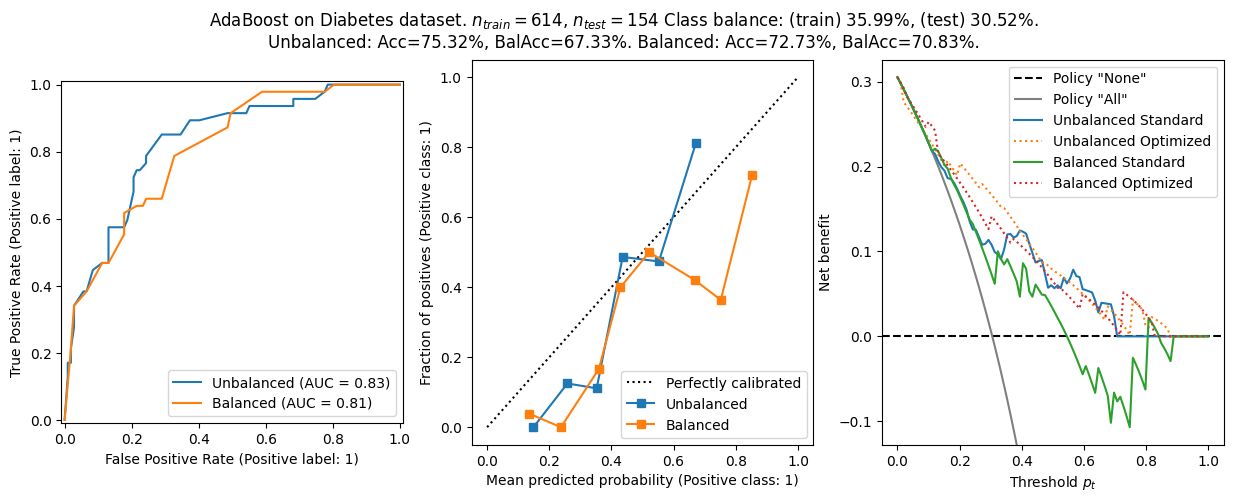 AdaBoost on Diabetes dataset. n_train = 614, n_test = 154 Class balance: (train) 35.99%, (test) 30.52%.
Unbalanced: Acc=75.32%, BalAcc=67.33%. Balanced: Acc=72.73%, BalAcc=70.83%.
True Positive Rate (Positive label: 1)
1.0
0.8
0.6
0.4
0.2
0.0
Unbalanced (AUC = 0.83)
Balanced (AUC = 0.81)
0.0 0.2 0.4 0.6 0.8 1.0
False Positive Rate (Positive label: 1)
Fraction of positives (Positive class: 1)
1.0
0.8
0.6
0.4
0.2
0.0
Perfectly calibrated
Unbalanced
Balanced
0.0 0.2 0.4 0.6 0.8 1.0
Mean predicted probability (Positive class: 1)
Net benefit
0.3
0.2
0.1
0.0
−0.1
Policy "None"
Policy "All"
Unbalanced Standard
Unbalanced Optimized
Balanced Standard
Balanced Optimized
0.0 0.2 0.4 0.6 0.8 1.0
Threshold p_t